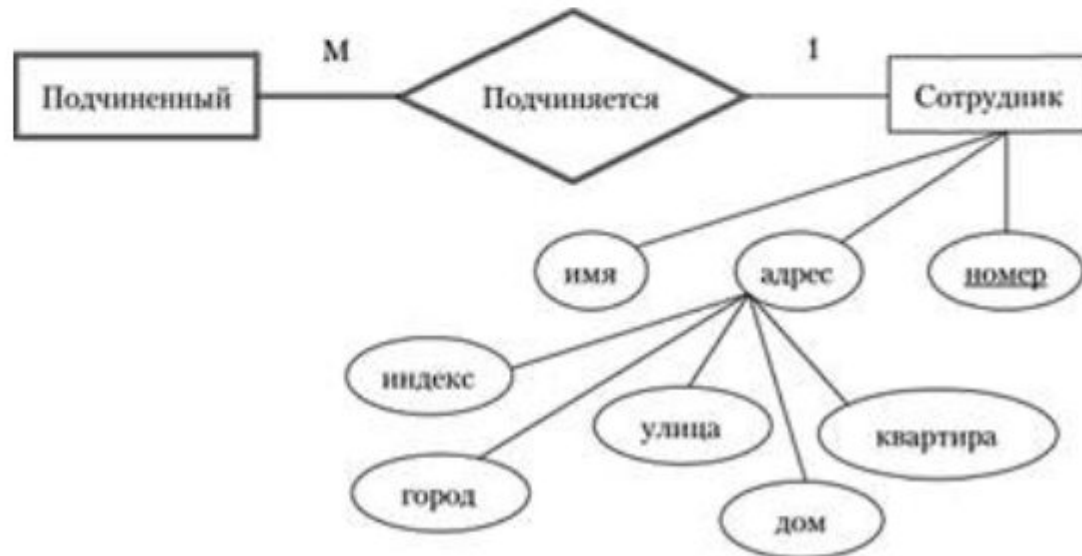 М
1
Подчиненный
Подчиняется
Сотрудник
имя
адрес
номер
индекс
улица
квартира
город
дом